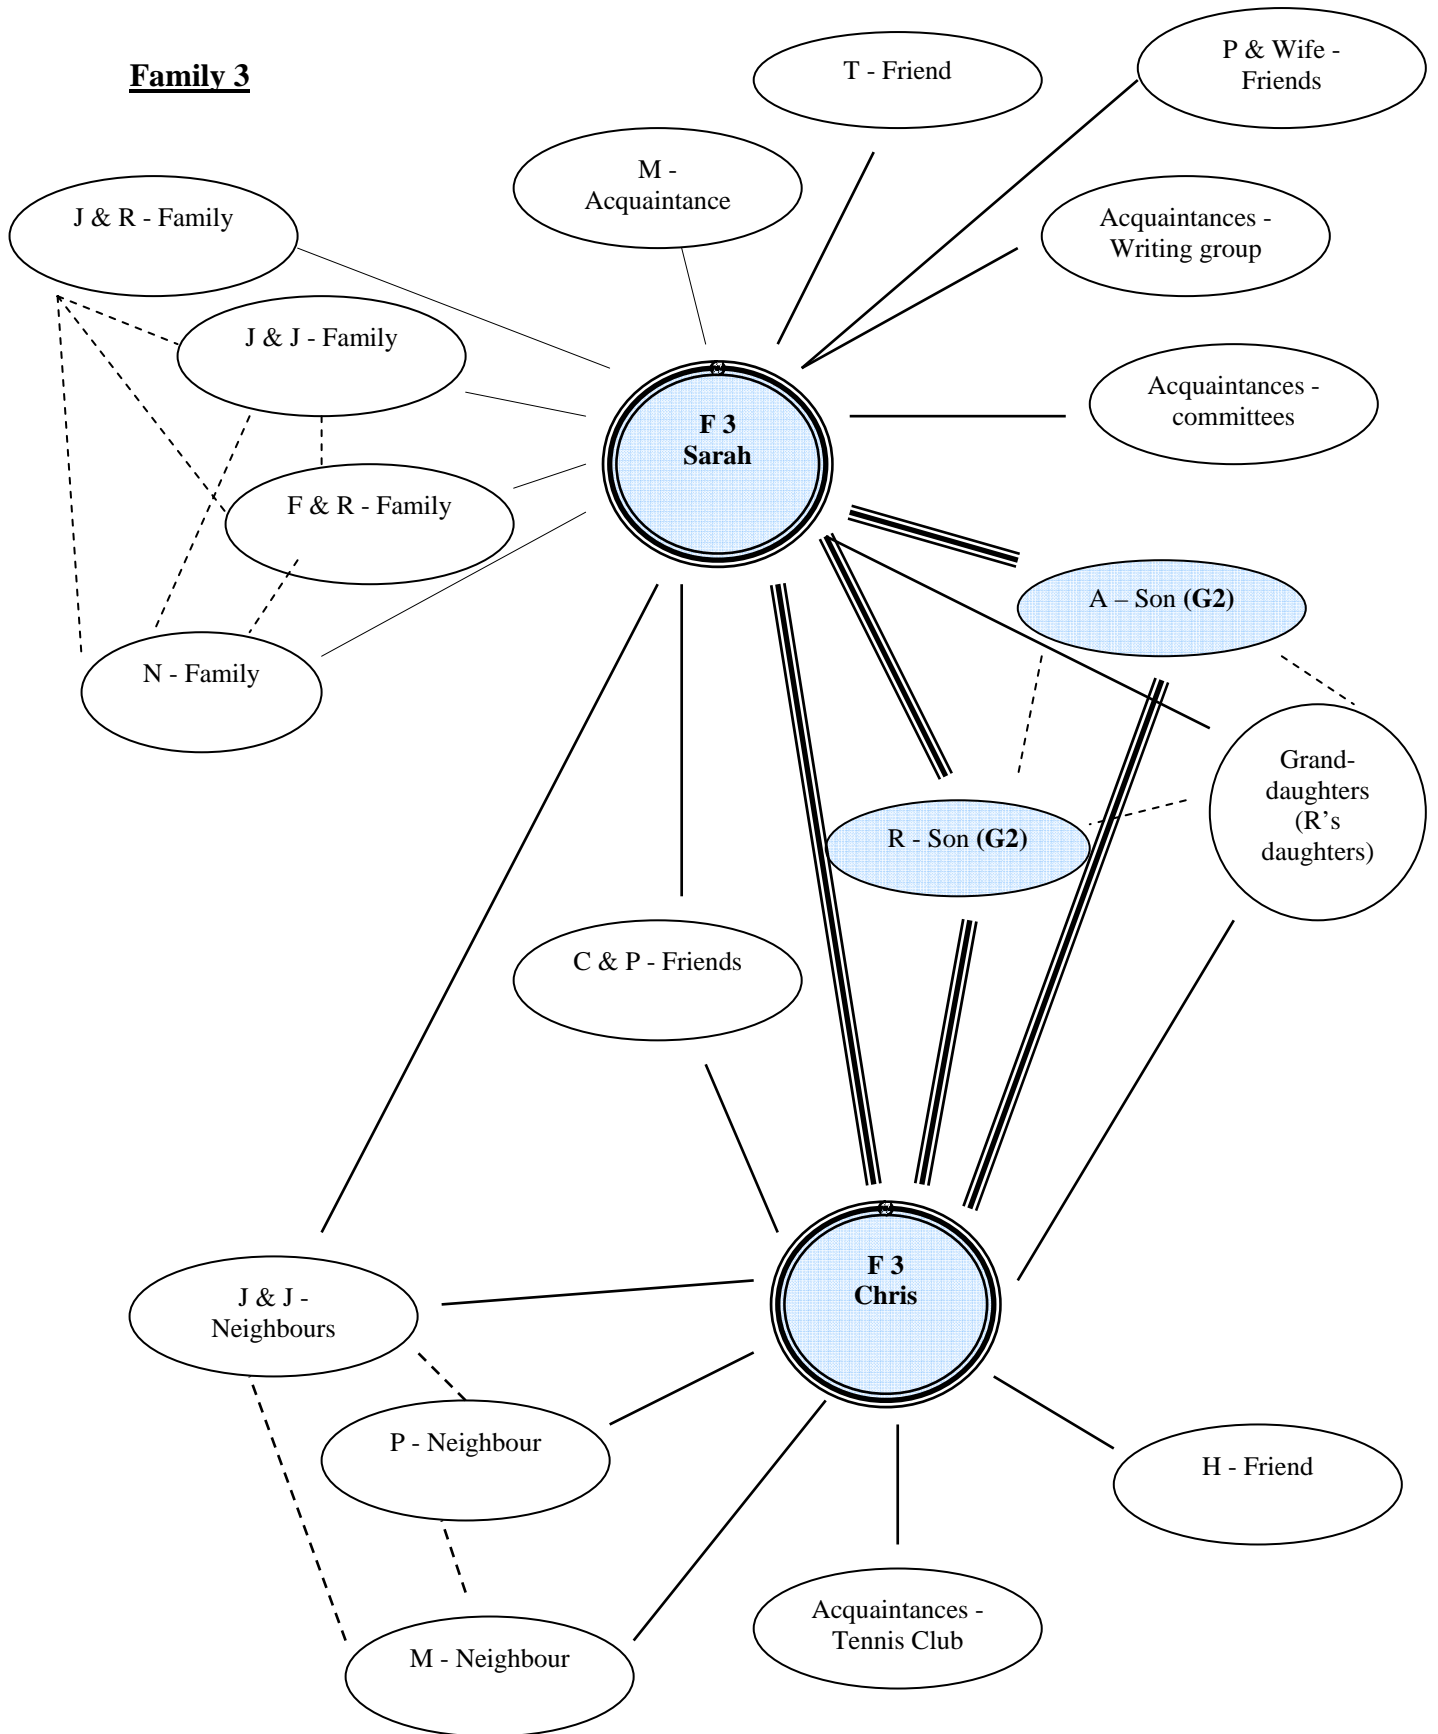 Family 3
T - Friend
P & Wife -
Friends
M -
Acquaintance
J & R - Family
Acquaintances -
Writing group
J & J - Family
Acquaintances -
committees
F 3
Sarah
F & R - Family
A – Son (G2)
N - Family
Grand-
daughters
(R’s
daughters)
R - Son (G2)
C & P - Friends
F 3
Chris
J & J -
Neighbours
P - Neighbour
H - Friend
Acquaintances -
Tennis Club
M - Neighbour